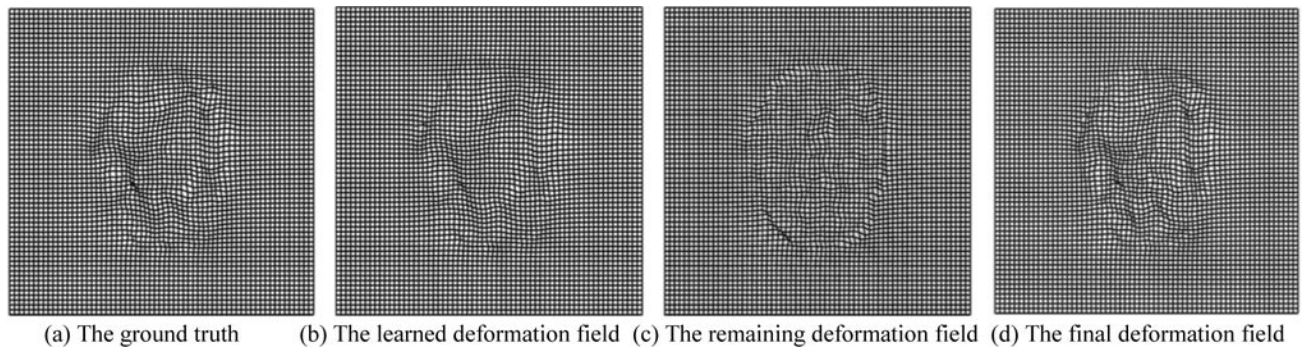 (a) The ground truth (b) The learned deformation field (c) The remaining deformation field (d) The final deformation field